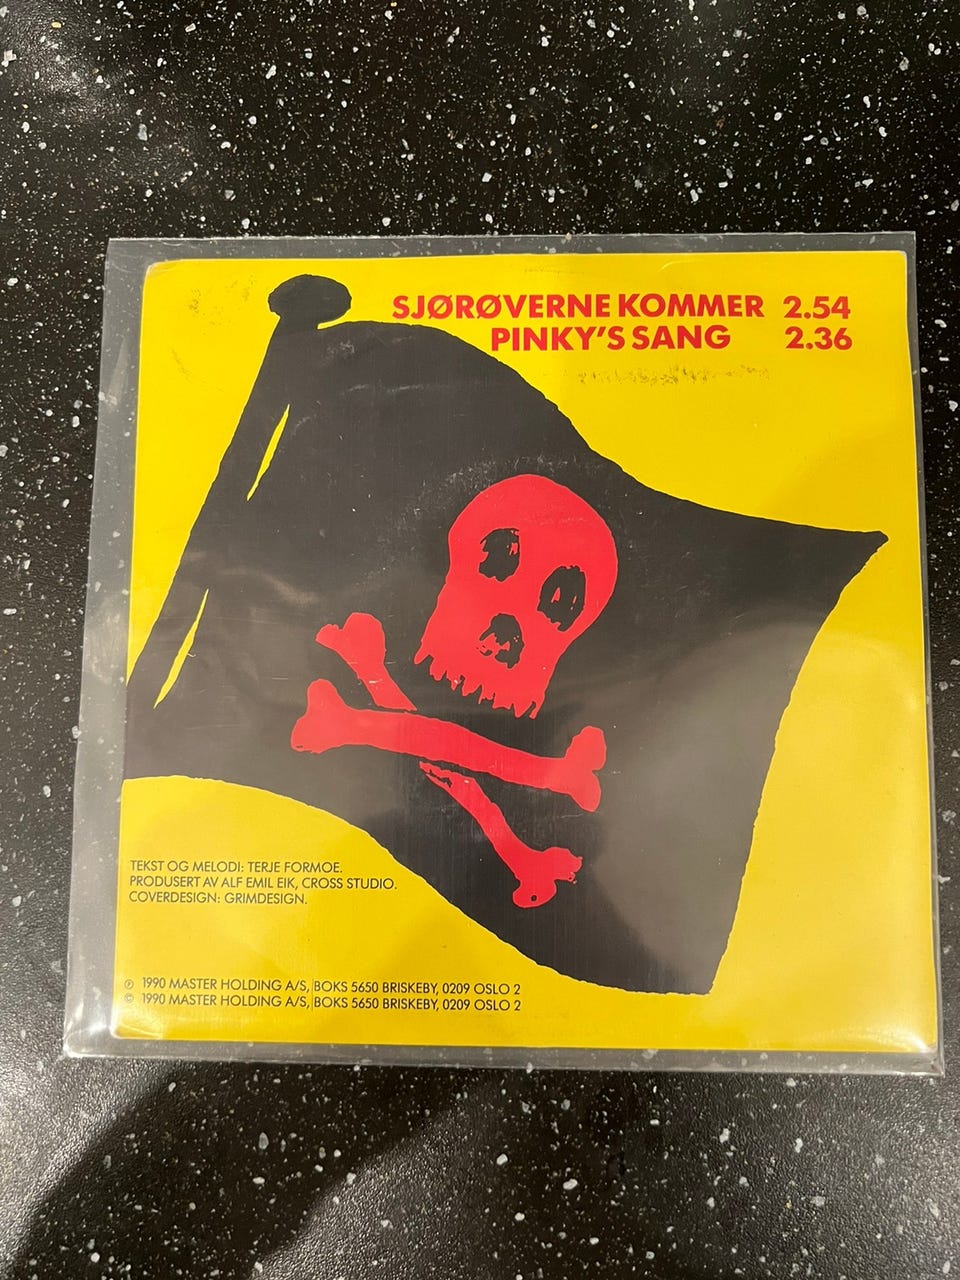 SJØRØVERNE KOMMER 2.54
PINKY'S SANG 2.36
TEKST OG MELODI: TERJE FORMOE.
PRODUSERT AV ALF EMIL EIK, CROSS STUDIO.
COVERDESIGN: GRIMDESIGN.
℗ 1990 MASTER HOLDING A/S, BOKS 5650 BRISKEBY, 0209 OSLO 2
© 1990 MASTER HOLDING A/S, BOKS 5650 BRISKEBY, 0209 OSLO 2